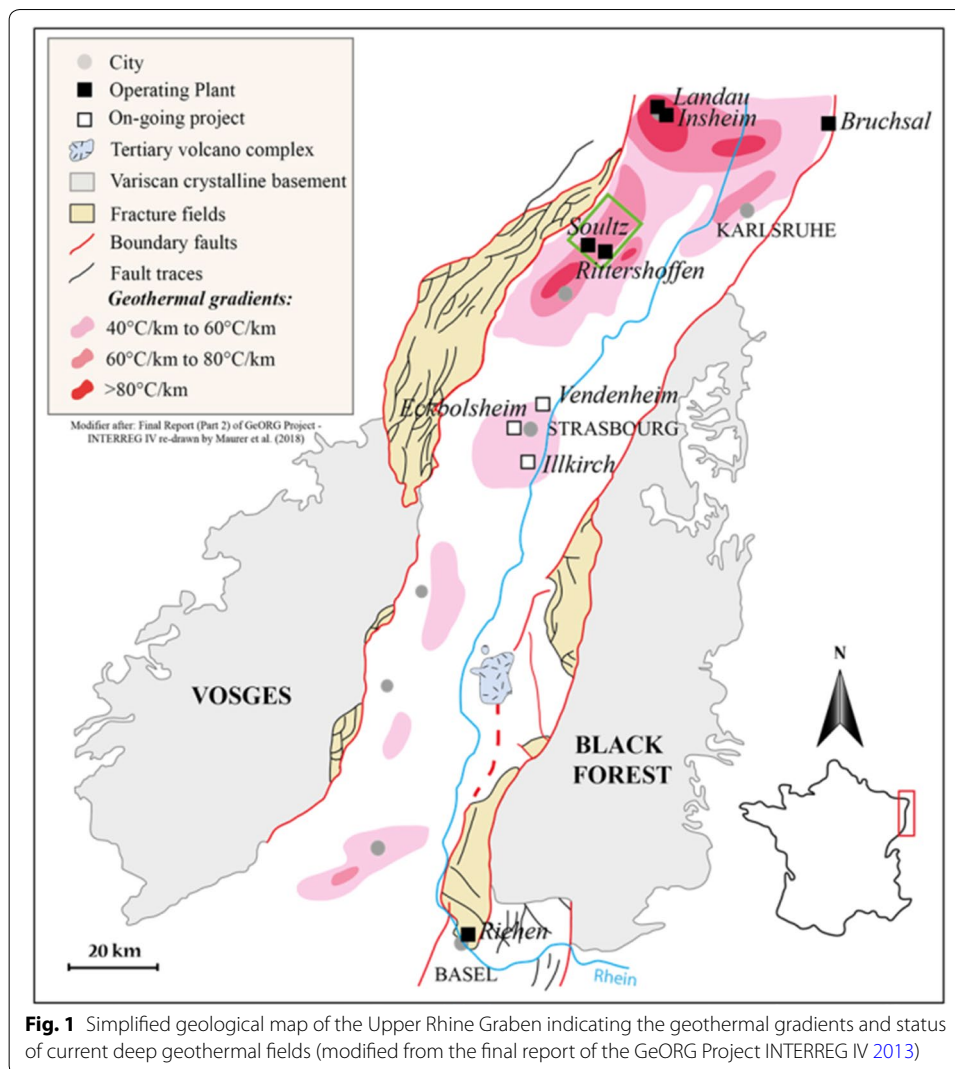 City
Operating Plant
On-going project
Tertiary volcano complex
Variscan crystalline basement
Fracture fields
Boundary faults
Fault traces
Geothermal gradients:
40°C/km to 60°C/km
60°C/km to 80°C/km
>80°C/km
Modifier after: Final Report (Part 2) of GeORG Project -
INTERREG IV re-drawn by Maurer et al. (2018)
Landau
Insheim
Bruchsal
KARLSRUHE
Soultz
Rittershoffen
Vendenheim
Eckbolsheim
STRASBOURG
Illkirch
VOSGES
BLACK
FOREST
N
Riehen
BASEL
Rhein
20 km
Fig. 1 Simplified geological map of the Upper Rhine Graben indicating the geothermal gradients and status
of current deep geothermal fields (modified from the final report of the GeORG Project INTERREG IV 2013)